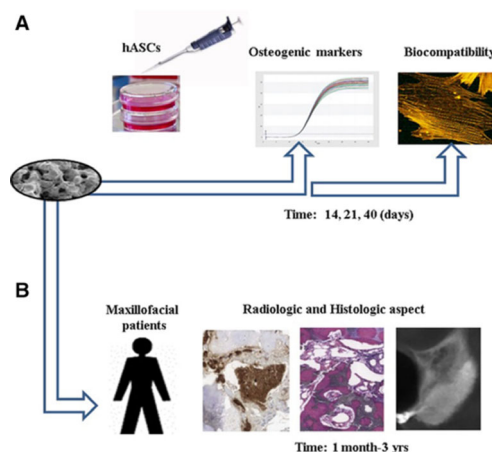 A
hASCs
Osteogenic markers
Biocompatibility
Time: 14, 21, 40 (days)
B
Maxillofacial
patients
Radiologic and Histologic aspect
Time: 1 month-3 yrs